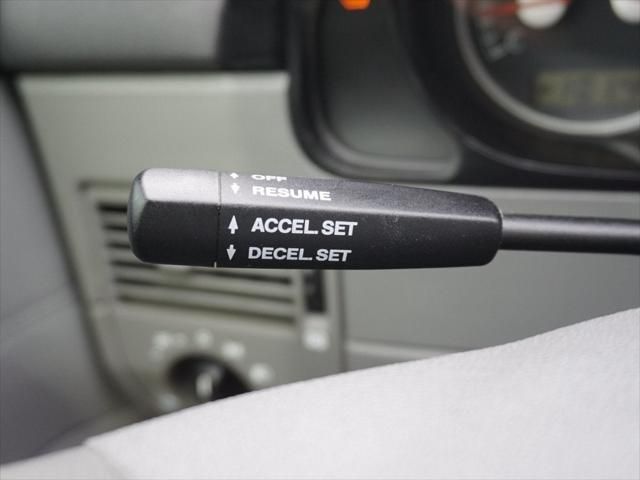 OFF
RESUME
ACCEL. SET
DECEL. SET